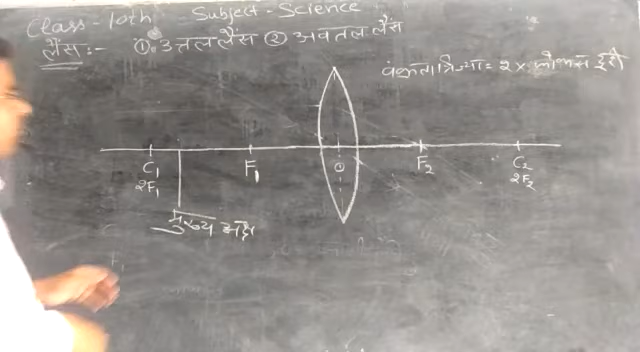 Class - 10th Subject - Science
लैंस :- ① उत्तल लैंस ② अवतल लैंस
वक्रता त्रिज्या = 2 × फोकस दूरी
C₁ F₁ O F₂ C₂
2F₁ 2F₂
मुख्य अक्ष